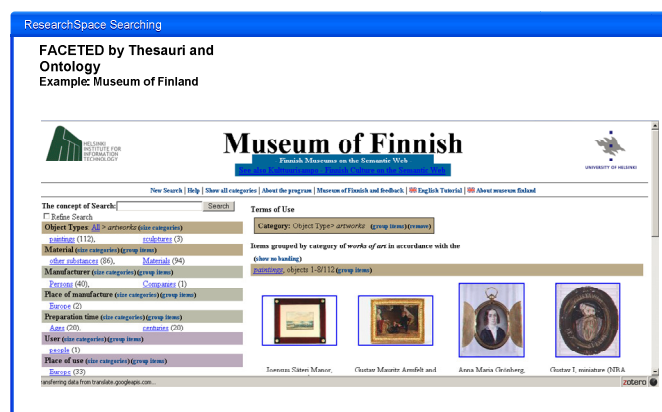 ResearchSpace Searching
FACETED by Thesauri and
Ontology
Example: Museum of Finland
HELSINKI
INSTITUTE FOR
INFORMATION
TECHNOLOGY
Museum of Finnish
Finnish Museums on the Semantic Web
See also Kulttuurisampo - Finnish Culture on the Semantic Web
UNIVERSITY OF HELSINKI
New Search | Help | Show all categories | About the program | Museum of Finnish and feedback | English Tutorial | About museum finland
The concept of Search: Search
Refine Search
Object Types: All > artworks (size categories)
paintings (112), sculptures (3)
Material (size categories)(group items)
other substances (86), Materials (94)
Manufacturer (size categories)(group items)
Persons (40), Companies (1)
Place of manufacture (size categories)(group items)
Europe (2)
Preparation time (size categories)(group items)
Ages (20), centuries (20)
User (size categories)(group items)
people (1)
Place of use (size categories)(group items)
Europe (33)
Terms of Use
Category: Object Type> artworks (group items)(remove)
Items grouped by category of works of art in accordance with the
(show no banding)
paintings, objects 1-8/112 (group items)
Joensuu Säteri Manor,
Gustav Mauritz Armfelt and
Anna Maria Grönberg,
Gustav I, miniature (NBA
ransferring data from translate.googleapis.com...
zotero